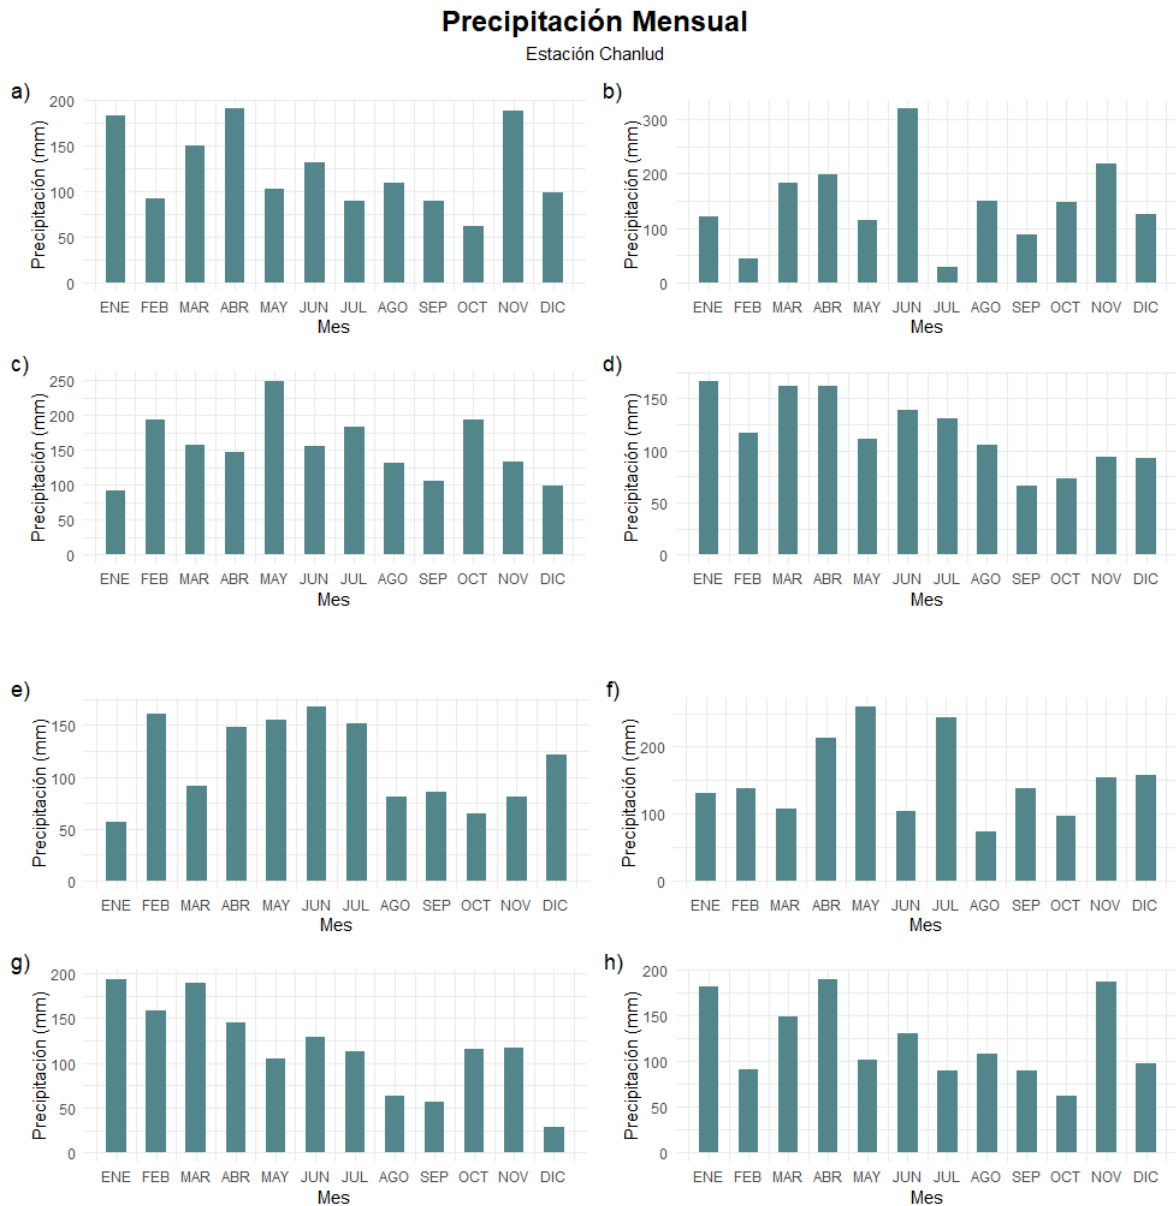 Precipitación Mensual
Estación Chanlud
a)
Precipitación (mm)
200
150
100
50
0
ENE FEB MAR ABR MAY JUN JUL AGO SEP OCT NOV DIC
Mes
b)
Precipitación (mm)
300
200
100
0
ENE FEB MAR ABR MAY JUN JUL AGO SEP OCT NOV DIC
Mes
c)
Precipitación (mm)
250
200
150
100
50
0
ENE FEB MAR ABR MAY JUN JUL AGO SEP OCT NOV DIC
Mes
d)
Precipitación (mm)
150
100
50
0
ENE FEB MAR ABR MAY JUN JUL AGO SEP OCT NOV DIC
Mes
e)
Precipitación (mm)
150
100
50
0
ENE FEB MAR ABR MAY JUN JUL AGO SEP OCT NOV DIC
Mes
f)
Precipitación (mm)
200
100
0
ENE FEB MAR ABR MAY JUN JUL AGO SEP OCT NOV DIC
Mes
g)
Precipitación (mm)
200
150
100
50
0
ENE FEB MAR ABR MAY JUN JUL AGO SEP OCT NOV DIC
Mes
h)
Precipitación (mm)
200
150
100
50
0
ENE FEB MAR ABR MAY JUN JUL AGO SEP OCT NOV DIC
Mes